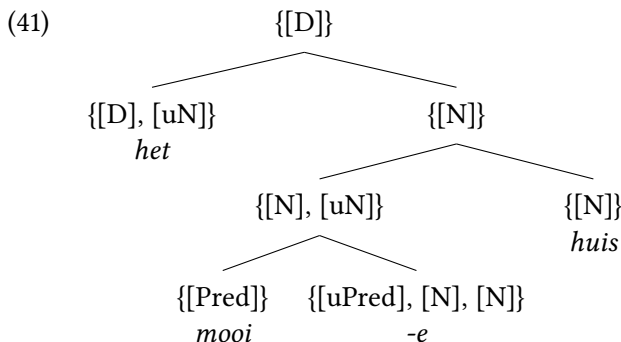 (41)
{[D]}
{[D], [uN]}
{[N]}
het
{[N], [uN]}
{[N]}
huis
{[Pred]}
{[uPred], [N], [N]}
mooi
-e